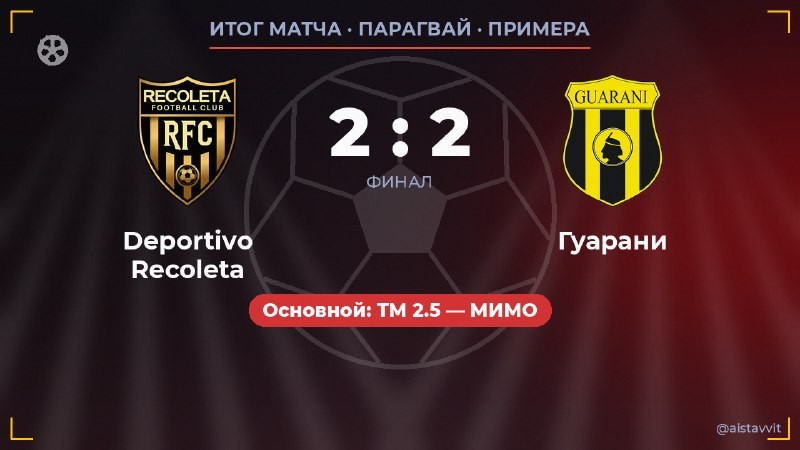 ИТОГ МАТЧА · ПАРАГВАЙ · ПРИМЕРА
RECOLETA
FOOTBALL CLUB
RFC
GUARANI
2 : 2
ФИНАЛ
Deportivo
Recoleta
Гуарани
Основной: ТМ 2.5 — МИМО
@aistavvit